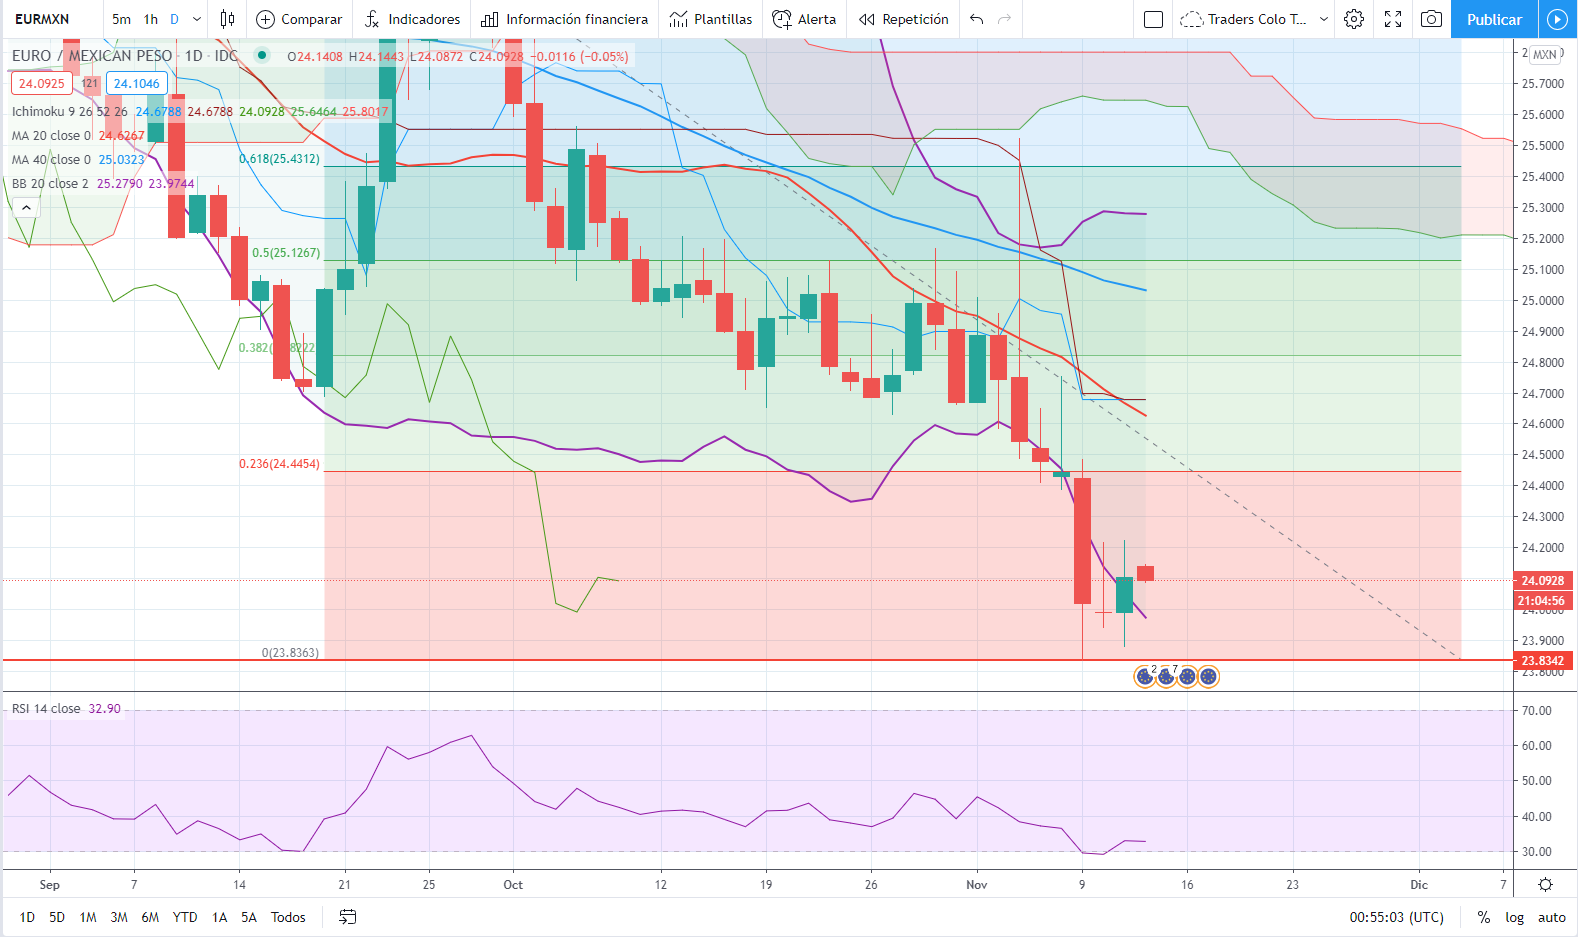 EURMXN 5m 1h D Comparar Indicadores Información financiera Plantillas Alerta Repetición Traders Colo T... Publicar
EURO / MEXICAN PESO · 1D · IDC O24.1408 H24.1443 L24.0872 C24.0928 −0.0116 (−0.05%)
MXN
24.0925 121 24.1046
Ichimoku 9 26 52 26 24.6788 24.6788 24.0928 25.6464 25.8017
MA 20 close 0 24.6267
MA 40 close 0 25.0323
BB 20 close 2 25.2790 23.9744
0.618(25.4312)
0.5(25.1267)
0.236(24.4454)
0(23.8363)
25.7000
25.6000
25.5000
25.4000
25.3000
25.2000
25.1000
25.0000
24.9000
24.8000
24.7000
24.6000
24.5000
24.4000
24.3000
24.2000
24.0928
21:04:56
24.0000
23.9000
23.8342
23.8000
2 7
RSI 14 close 32.90
70.00
60.00
50.00
40.00
30.00
Sep 7 14 21 25 Oct 12 19 26 Nov 9 16 23 Dic 7
1D 5D 1M 3M 6M YTD 1A 5A Todos 00:55:03 (UTC) % log auto